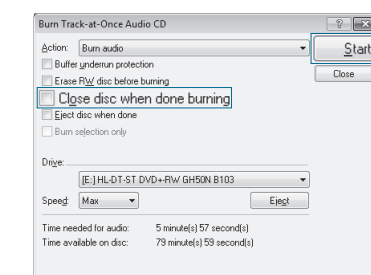 Burn Track-at-Once Audio CD
Action: Burn audio
Start
Buffer underrun protection
Close
Erase RW disc before burning
Close disc when done burning
Eject disc when done
Burn selection only
Drive:
[E:] HL-DT-ST DVD+-RW GH50N B103
Speed: Max Eject
Time needed for audio: 5 minute(s) 57 second(s)
Time available on disc: 79 minute(s) 59 second(s)